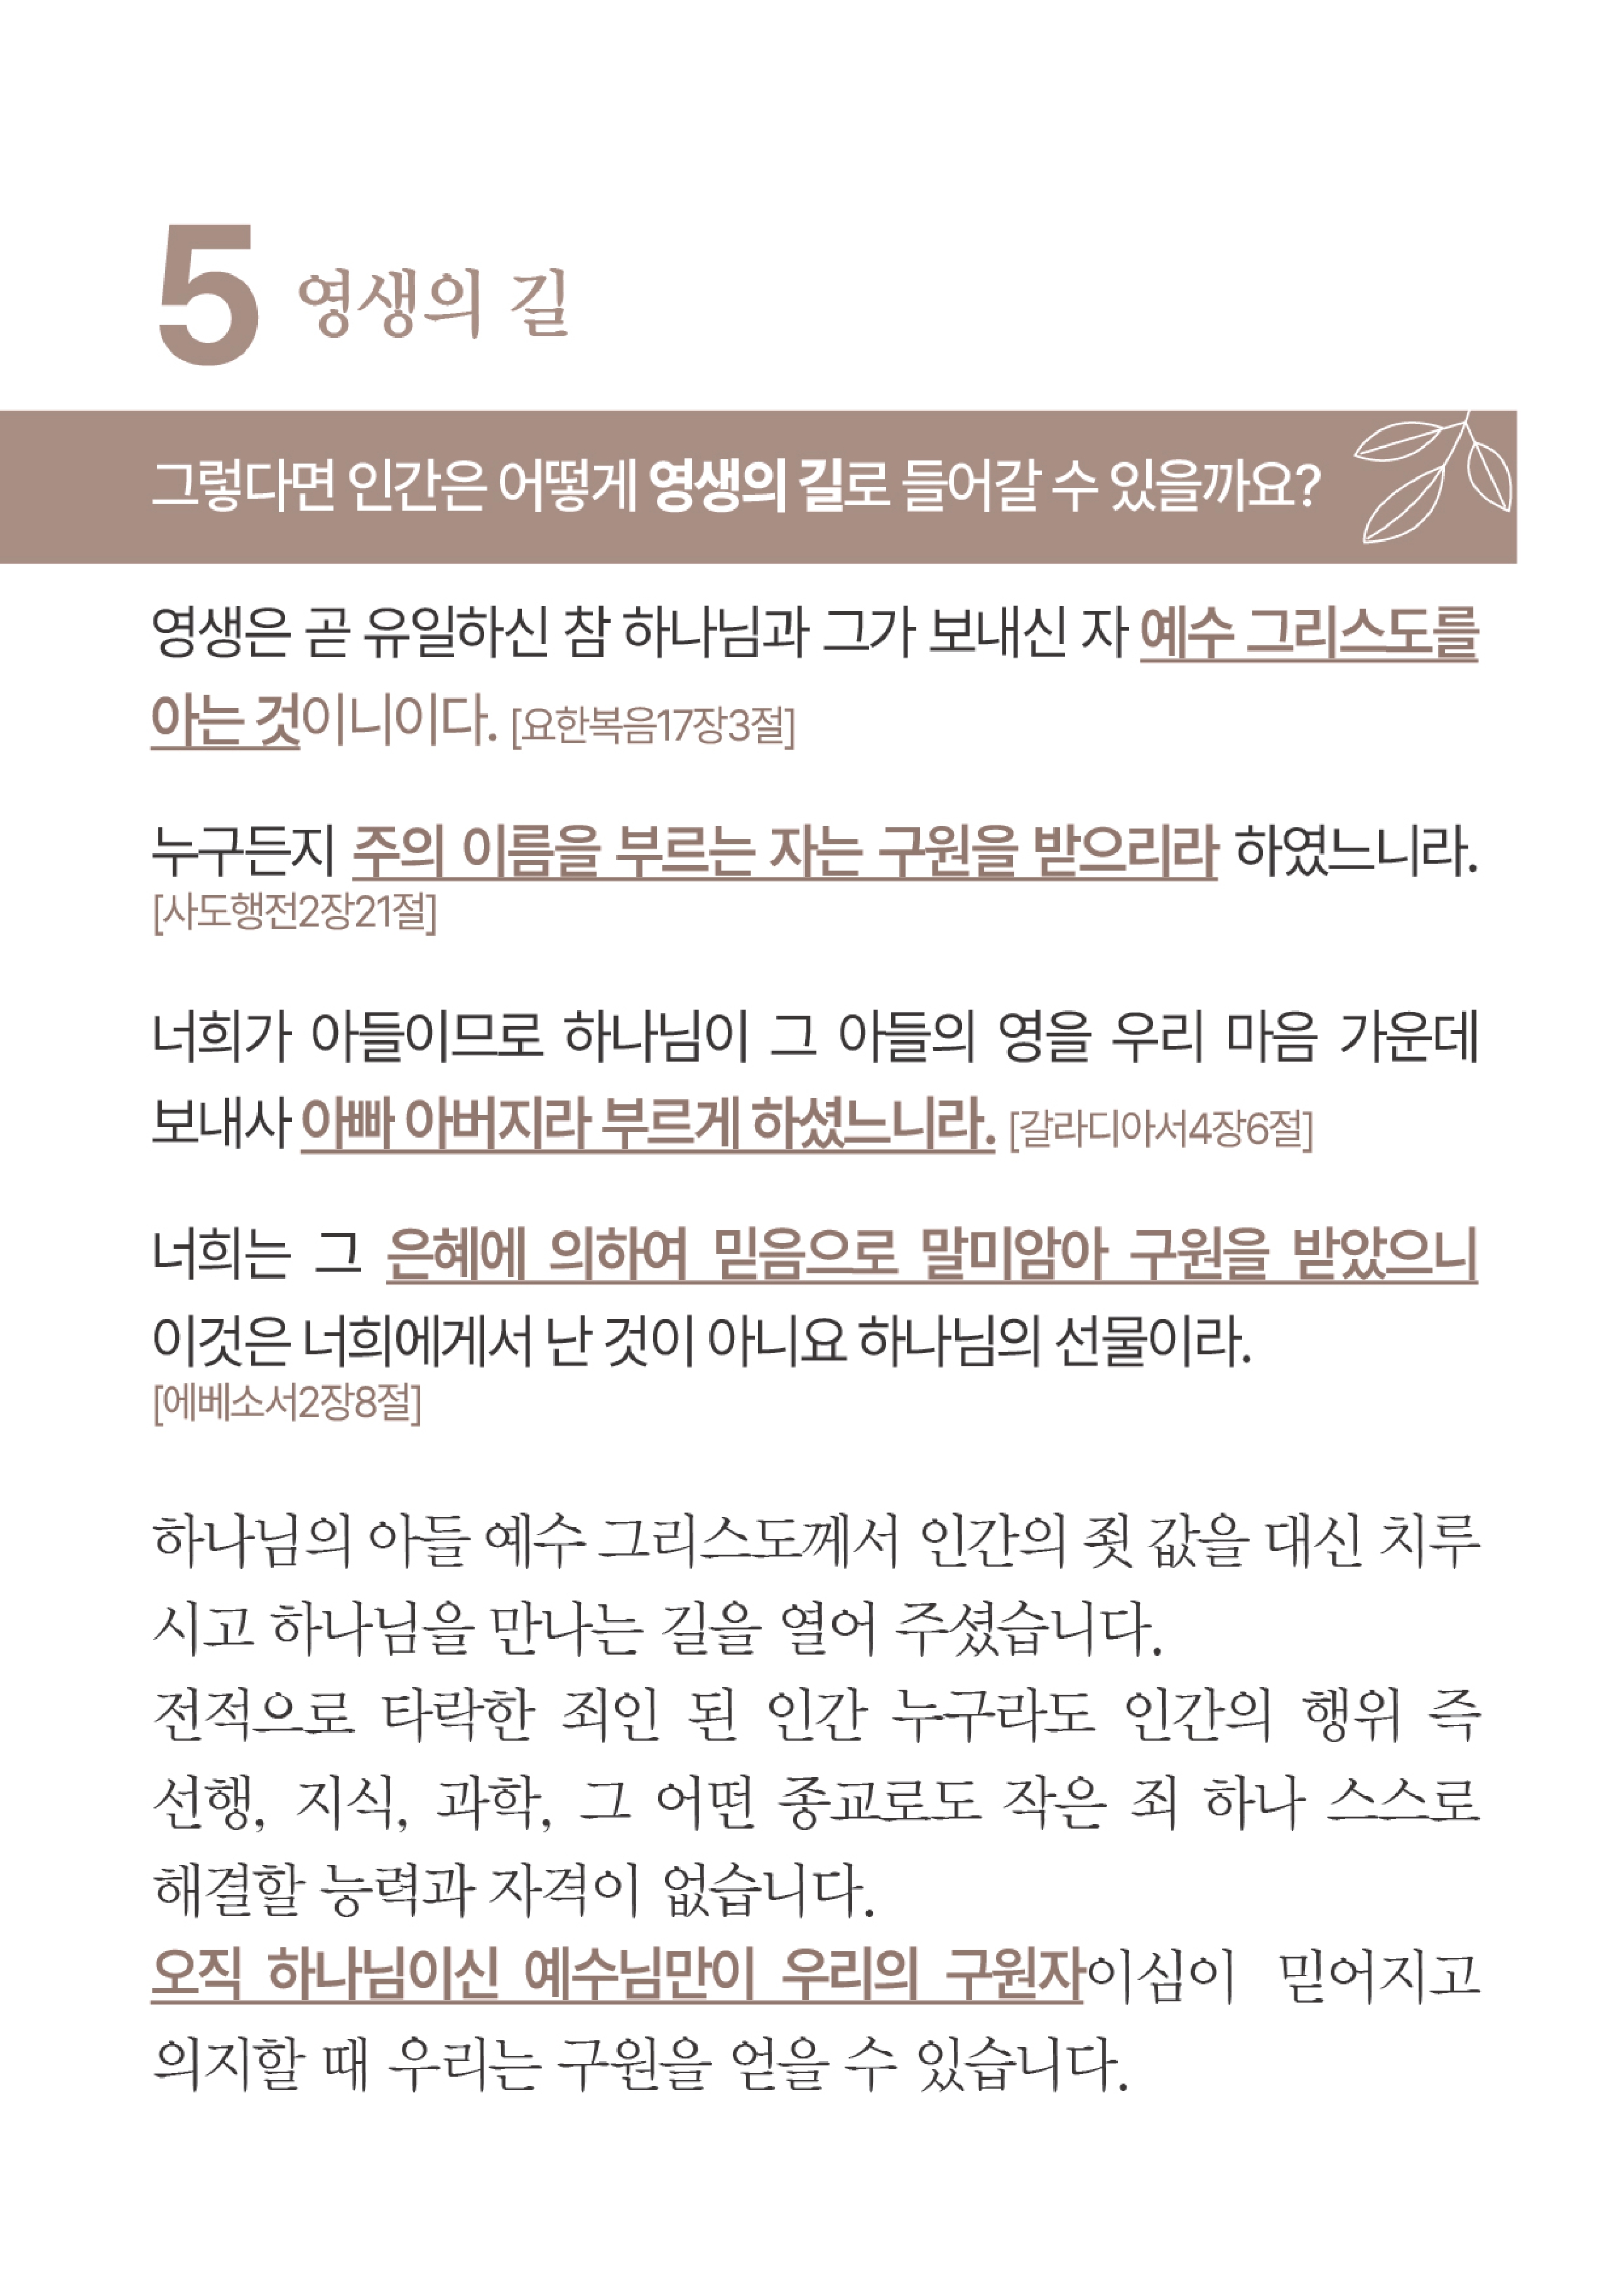 5 영생의 길
그렇다면 인간은 어떻게 영생의 길로 들어갈 수 있을까요?
영생은 곧 유일하신 참 하나님과 그가 보내신 자 예수 그리스도를
아는 것이니이다. [요한복음17장3절]
누구든지 주의 이름을 부르는 자는 구원을 받으리라 하였느니라.
[사도행전2장21절]
너희가 아들이므로 하나님이 그 아들의 영을 우리 마음 가운데
보내사 아빠 아버지라 부르게 하셨느니라. [갈라디아서4장6절]
너희는 그 은혜에 의하여 믿음으로 말미암아 구원을 받았으니
이것은 너희에게서 난 것이 아니요 하나님의 선물이라.
[에베소서2장8절]
하나님의 아들 예수 그리스도께서 인간의 죗 값을 대신 치루
시고 하나님을 만나는 길을 열어 주셨습니다.
전적으로 타락한 죄인 된 인간 누구라도 인간의 행위 즉
선행, 지식, 과학, 그 어떤 종교로도 작은 죄 하나 스스로
해결할 능력과 자격이 없습니다.
오직 하나님이신 예수님만이 우리의 구원자이심이 믿어지고
의지할 때 우리는 구원을 얻을 수 있습니다.